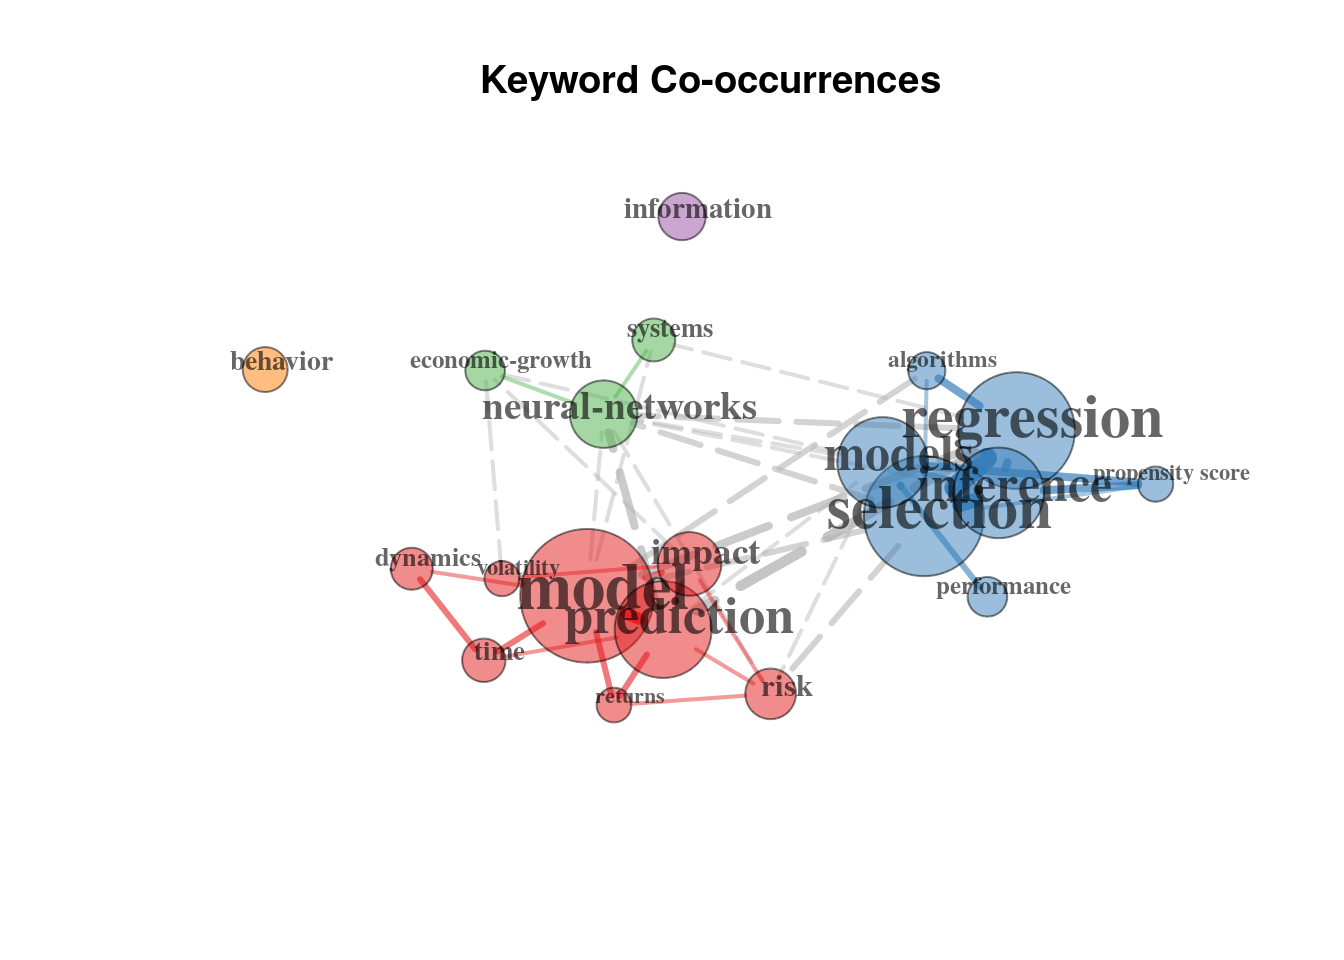 Keyword Co-occurrences
information
systems
behavior
economic-growth
algorithms
neural-networks
regression
models
propensity score
inference
selection
dynamics
volatility
impact
model
performance
prediction
time
risk
returns